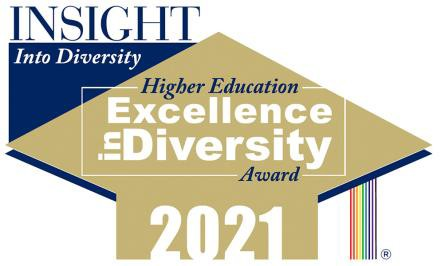 INSIGHT
Into Diversity
Higher Education
Excellence
in Diversity
Award
2021
®